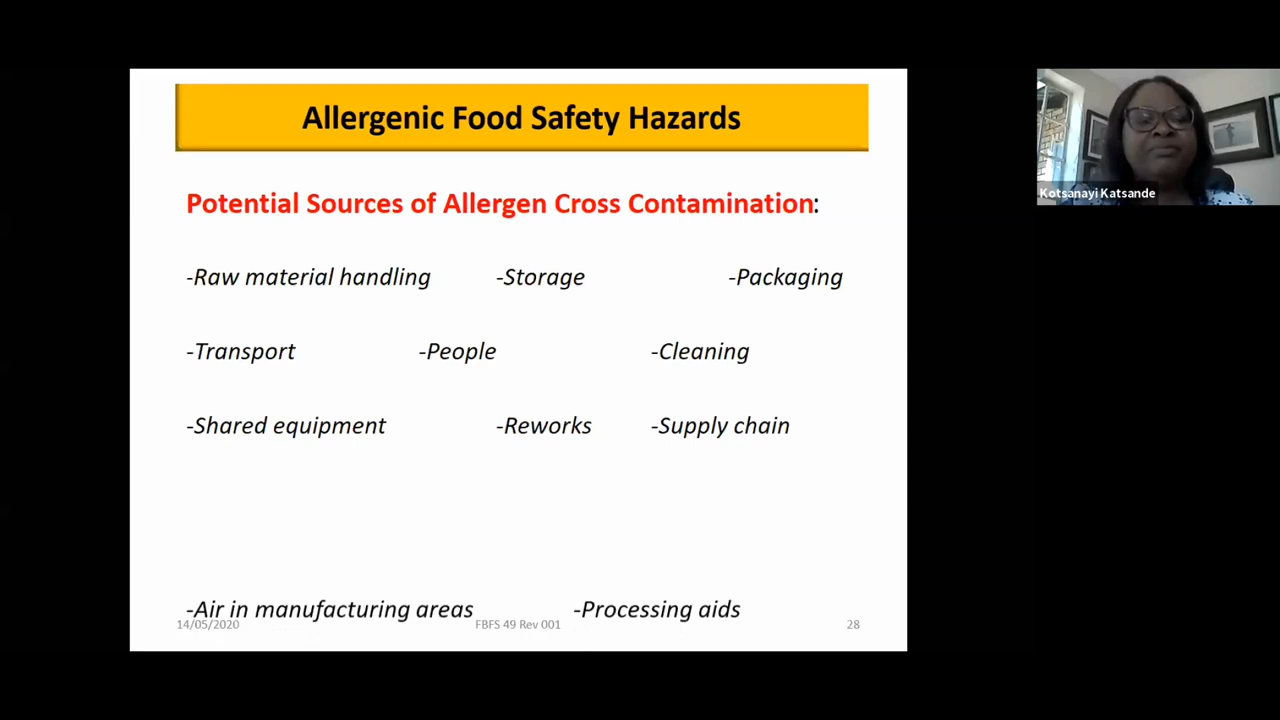 Allergenic Food Safety Hazards
Potential Sources of Allergen Cross Contamination:
-Raw material handling -Storage -Packaging
-Transport -People -Cleaning
-Shared equipment -Reworks -Supply chain
-Air in manufacturing areas -Processing aids
14/05/2020 FBFS 49 Rev 001 28
Kotsanayi Katsande